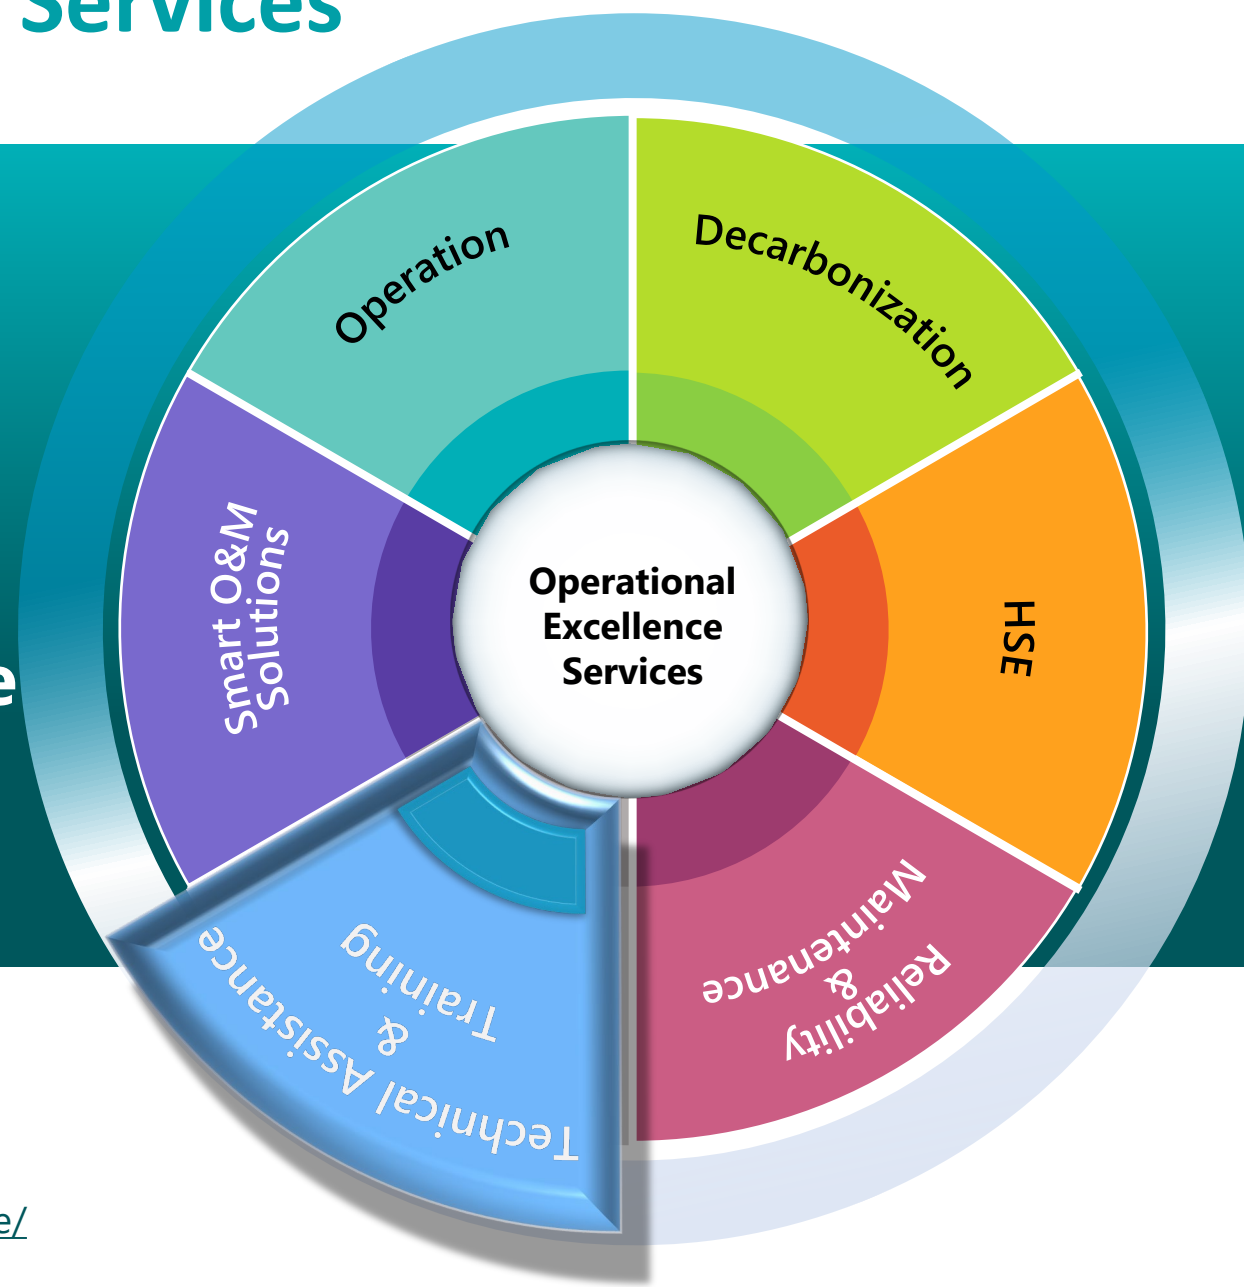 Services
Operation
Decarbonization
HSE
Reliability
&
Maintenance
Technical Assistance
&
Training
Smart O&M
Solutions
Operational
Excellence
Services
e
e/